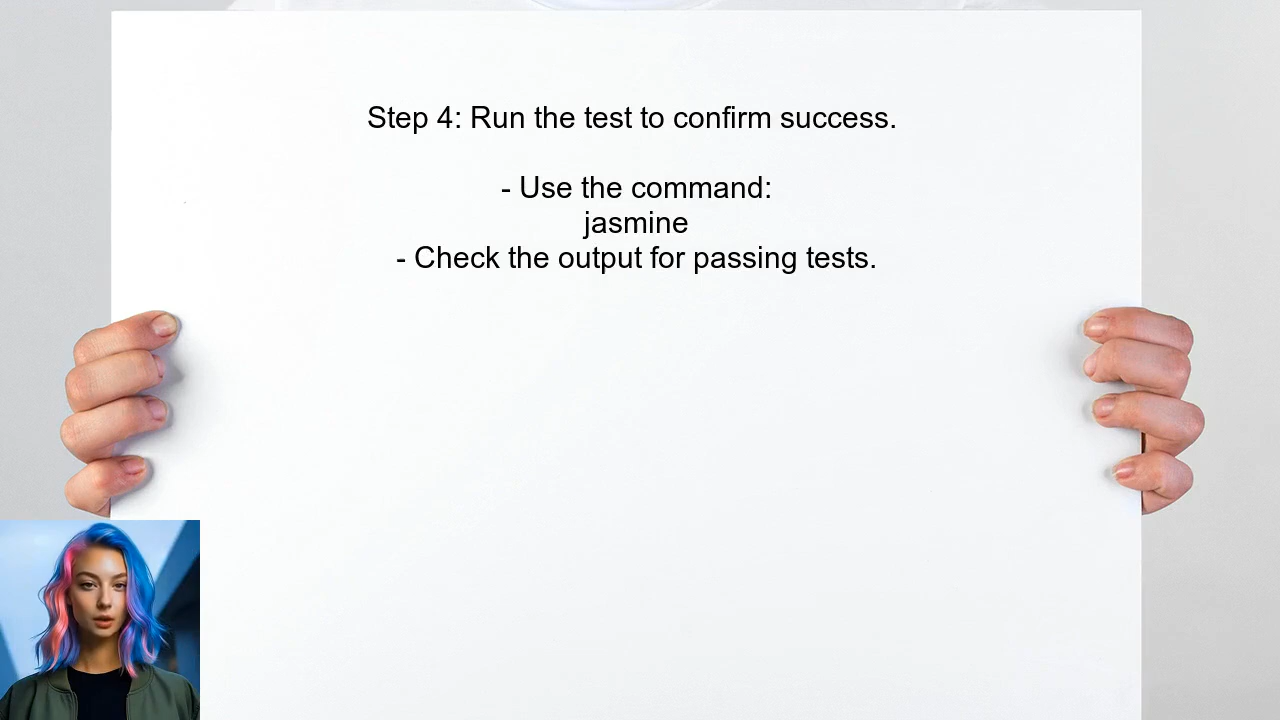 Step 4: Run the test to confirm success.
- Use the command:
jasmine
- Check the output for passing tests.